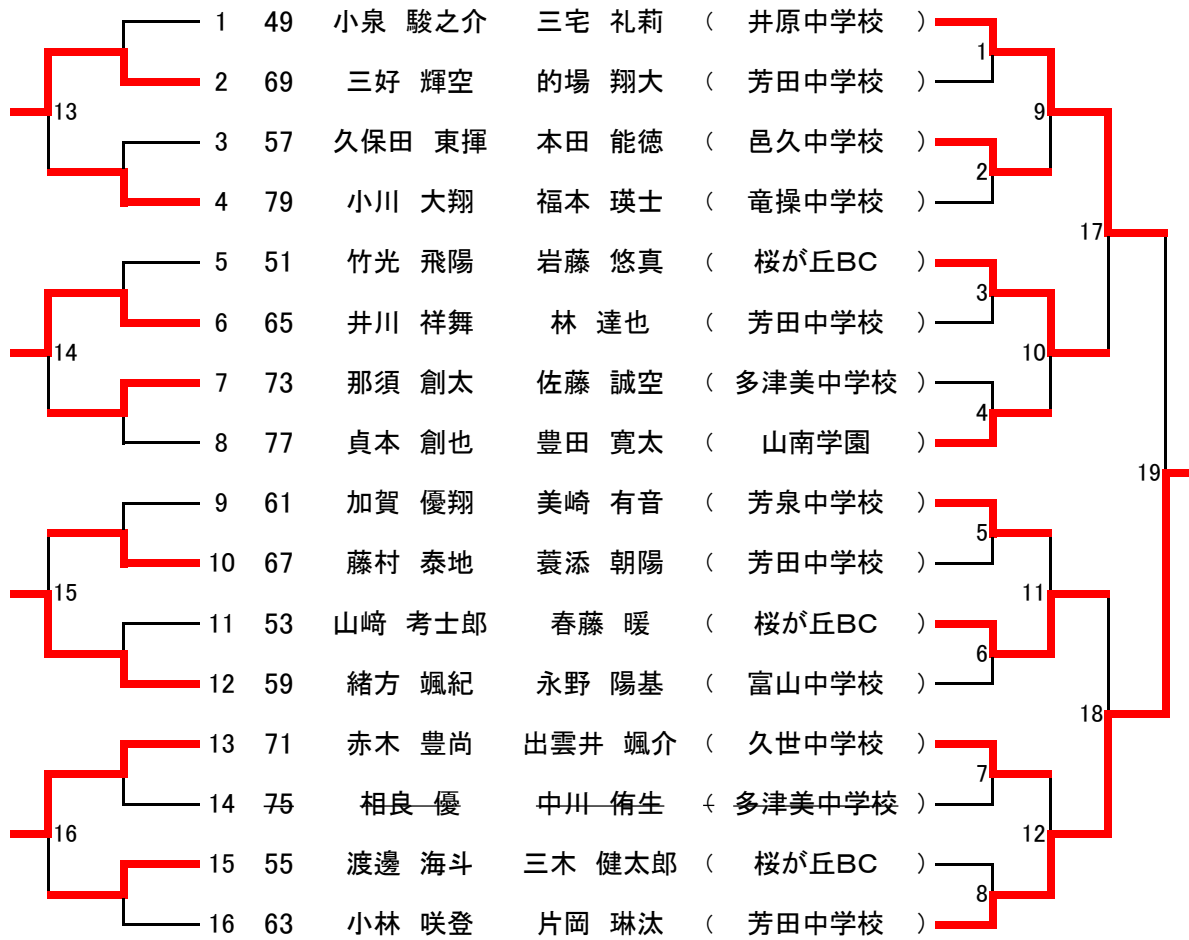 1 49 小泉 駿之介 三宅 礼莉 ( 井原中学校 )
1
2 69 三好 輝空 的場 翔大 ( 芳田中学校 )
13 9
3 57 久保田 東揮 本田 能徳 ( 邑久中学校 )
2
4 79 小川 大翔 福本 瑛士 ( 竜操中学校 )
17
5 51 竹光 飛陽 岩藤 悠真 ( 桜が丘BC )
3
6 65 井川 祥舞 林 達也 ( 芳田中学校 )
14 10
7 73 那須 創太 佐藤 誠空 ( 多津美中学校 )
4
8 77 貞本 創也 豊田 寛太 ( 山南学園 )
19
9 61 加賀 優翔 美崎 有音 ( 芳泉中学校 )
5
10 67 藤村 泰地 蓑添 朝陽 ( 芳田中学校 )
15 11
11 53 山﨑 考士郎 春藤 暖 ( 桜が丘BC )
6
12 59 緒方 颯紀 永野 陽基 ( 富山中学校 )
18
13 71 赤木 豊尚 出雲井 颯介 ( 久世中学校 )
7
14 75 相良 優 中川 侑生 ( 多津美中学校 )
16 12
15 55 渡邊 海斗 三木 健太郎 ( 桜が丘BC )
8
16 63 小林 咲登 片岡 琳汰 ( 芳田中学校 )